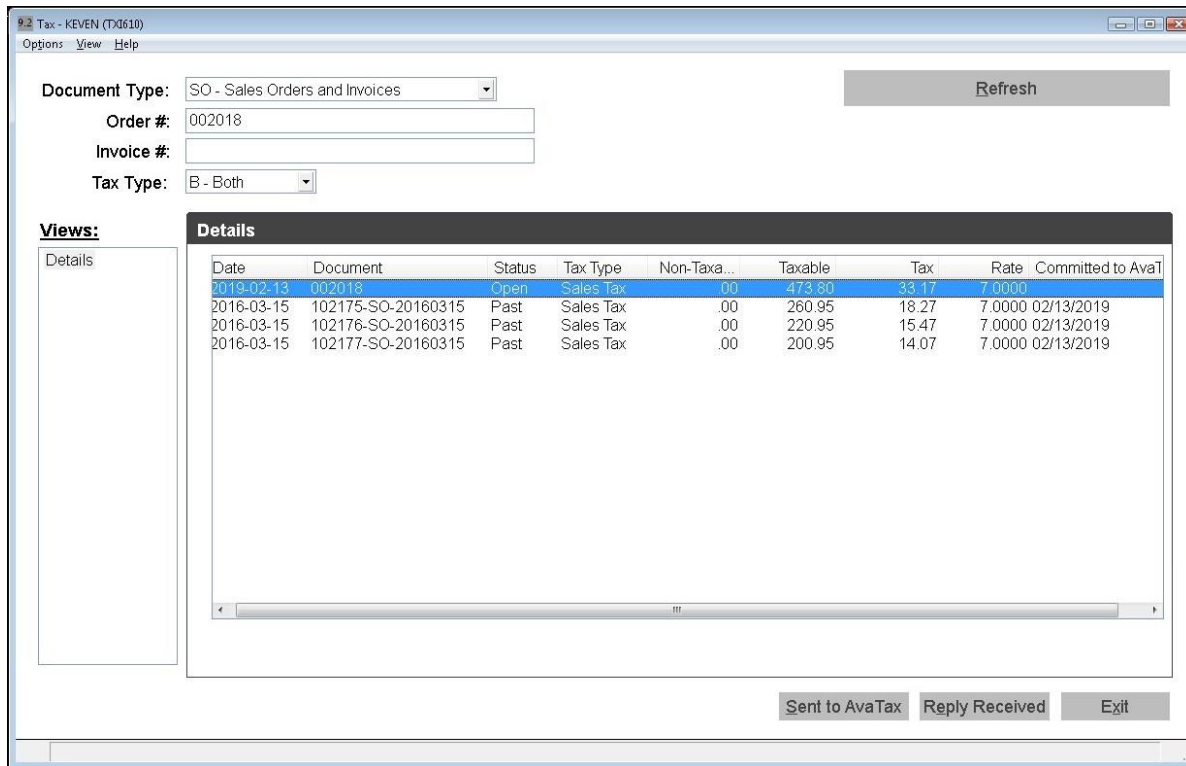 9.2 Tax - KEVEN (TXI610)
Options View Help
Document Type: SO - Sales Orders and Invoices
Refresh
Order #: 002018
Invoice #:
Tax Type: B - Both
Views:
Details
Details
Date Document Status Tax Type Non-Taxa... Taxable Tax Rate Committed to AvaT
2019-02-13 002018 Open Sales Tax .00 473.80 33.17 7.0000
2016-03-15 102175-SO-20160315 Past Sales Tax .00 260.95 18.27 7.0000 02/13/2019
2016-03-15 102176-SO-20160315 Past Sales Tax .00 220.95 15.47 7.0000 02/13/2019
2016-03-15 102177-SO-20160315 Past Sales Tax .00 200.95 14.07 7.0000 02/13/2019
Sent to AvaTax Reply Received Exit